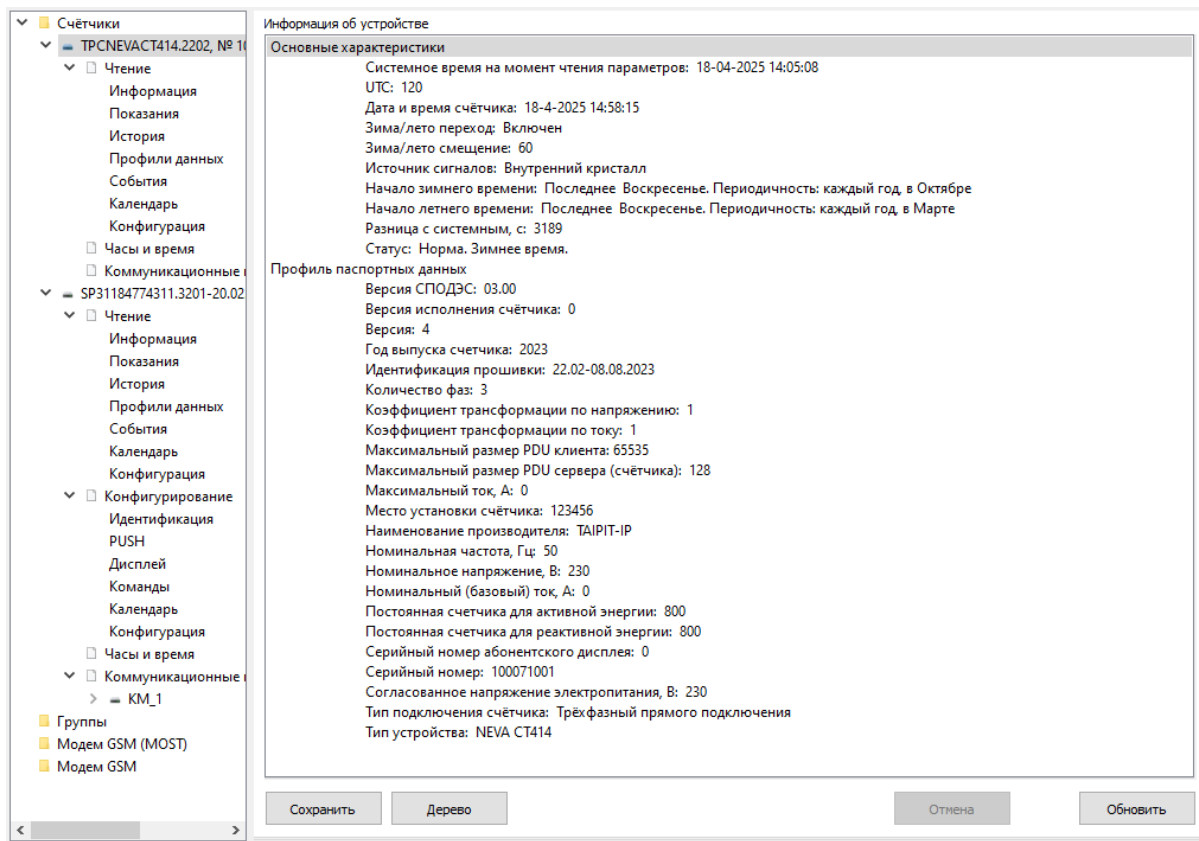 Счётчики
TPCNEVACT414.2202, № 10
Чтение
Информация
Показания
История
Профили данных
События
Календарь
Конфигурация
Часы и время
Коммуникационные
SP31184774311.3201-20.02
Чтение
Информация
Показания
История
Профили данных
События
Календарь
Конфигурация
Конфигурирование
Идентификация
PUSH
Дисплей
Команды
Календарь
Конфигурация
Часы и время
Коммуникационные
KM_1
Группы
Модем GSM (MOST)
Модем GSM
Информация об устройстве
Основные характеристики
Системное время на момент чтения параметров: 18-04-2025 14:05:08
UTC: 120
Дата и время счётчика: 18-4-2025 14:58:15
Зима/лето переход: Включен
Зима/лето смещение: 60
Источник сигналов: Внутренний кристалл
Начало зимнего времени: Последнее Воскресенье. Периодичность: каждый год, в Октябре
Начало летнего времени: Последнее Воскресенье. Периодичность: каждый год, в Марте
Разница с системным, с: 3189
Статус: Норма. Зимнее время.
Профиль паспортных данных
Версия СПОДЭС: 03.00
Версия исполнения счётчика: 0
Версия: 4
Год выпуска счетчика: 2023
Идентификация прошивки: 22.02-08.08.2023
Количество фаз: 3
Коэффициент трансформации по напряжению: 1
Коэффициент трансформации по току: 1
Максимальный размер PDU клиента: 65535
Максимальный размер PDU сервера (счётчика): 128
Максимальный ток, А: 0
Место установки счётчика: 123456
Наименование производителя: TAIPIT-IP
Номинальная частота, Гц: 50
Номинальное напряжение, В: 230
Номинальный (базовый) ток, А: 0
Постоянная счетчика для активной энергии: 800
Постоянная счетчика для реактивной энергии: 800
Серийный номер абонентского дисплея: 0
Серийный номер: 100071001
Согласованное напряжение электропитания, В: 230
Тип подключения счётчика: Трёхфазный прямого подключения
Тип устройства: NEVA CT414
Сохранить
Дерево
Отмена
Обновить